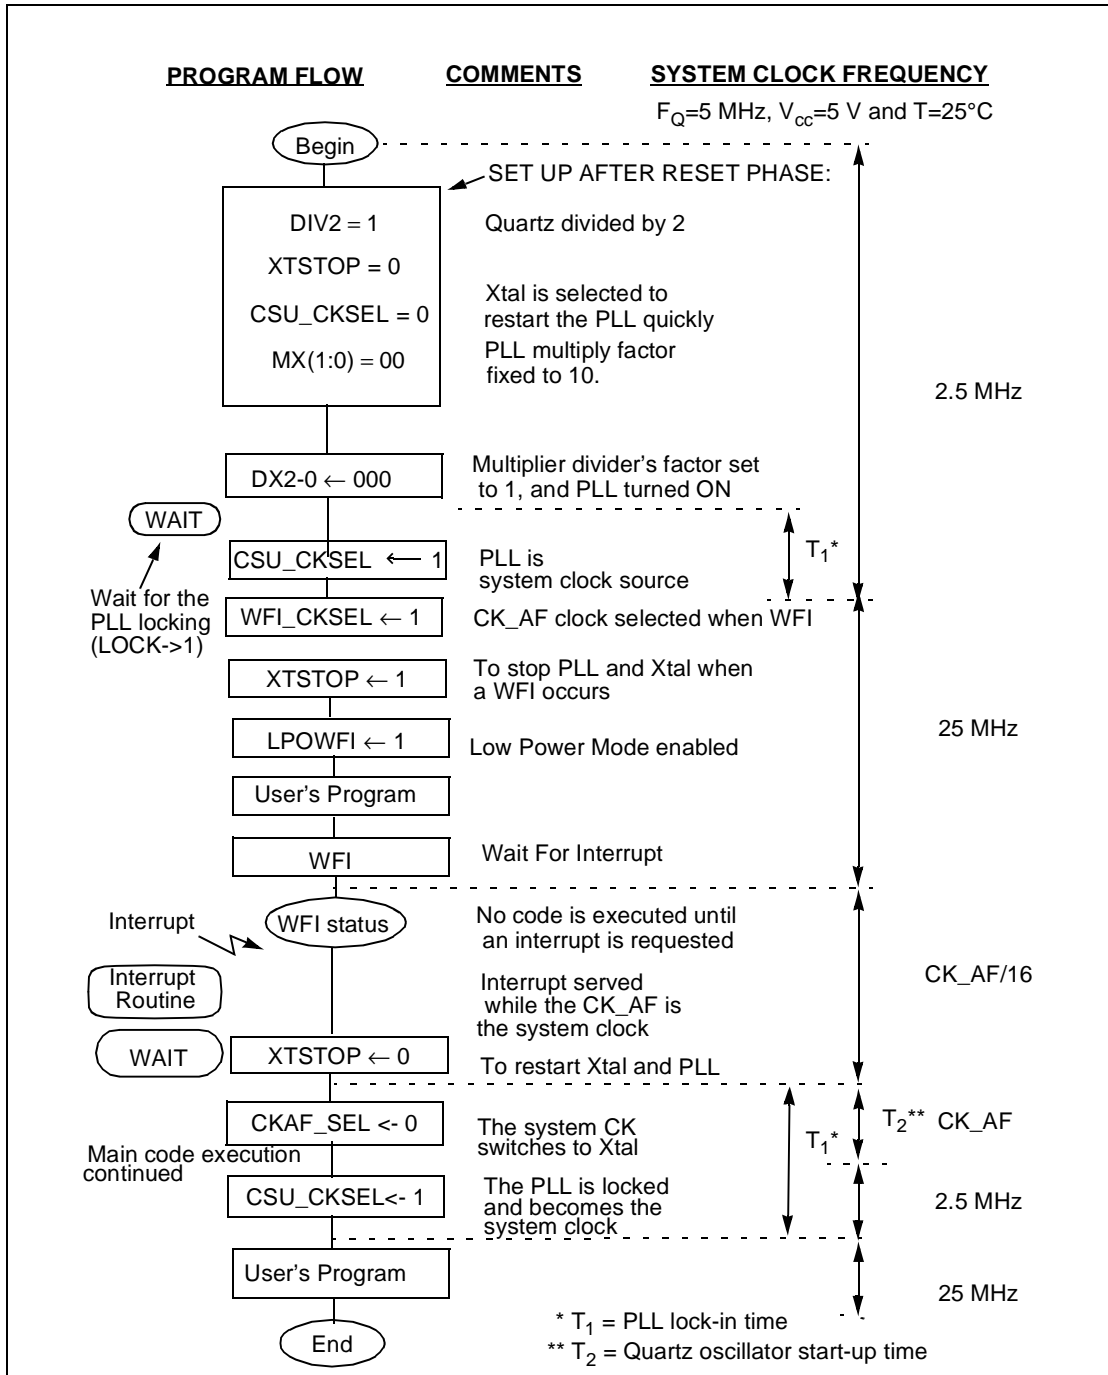 PROGRAM FLOW COMMENTS SYSTEM CLOCK FREQUENCY
F_Q=5 MHz, V_cc=5 V and T=25°C
Begin
SET UP AFTER RESET PHASE:
DIV2 = 1
Quartz divided by 2
XTSTOP = 0
CSU_CKSEL = 0
Xtal is selected to
restart the PLL quickly
MX(1:0) = 00
PLL multiply factor
fixed to 10.
2.5 MHz
DX2-0 ← 000
Multiplier divider's factor set
to 1, and PLL turned ON
WAIT
T1*
CSU_CKSEL ← 1
PLL is
system clock source
Wait for the
PLL locking
(LOCK->1)
WFI_CKSEL ← 1
CK_AF clock selected when WFI
XTSTOP ← 1
To stop PLL and Xtal when
a WFI occurs
25 MHz
LPOWFI ← 1
Low Power Mode enabled
User's Program
WFI
Wait For Interrupt
WFI status
No code is executed until
an interrupt is requested
Interrupt
Interrupt
Routine
Interrupt served
while the CK_AF is
the system clock
CK_AF/16
WAIT
XTSTOP ← 0
To restart Xtal and PLL
CKAF_SEL <- 0
The system CK
switches to Xtal
T1*
T2** CK_AF
Main code execution
continued
CSU_CKSEL<- 1
The PLL is locked
and becomes the
system clock
2.5 MHz
User's Program
25 MHz
* T1 = PLL lock-in time
End
** T2 = Quartz oscillator start-up time